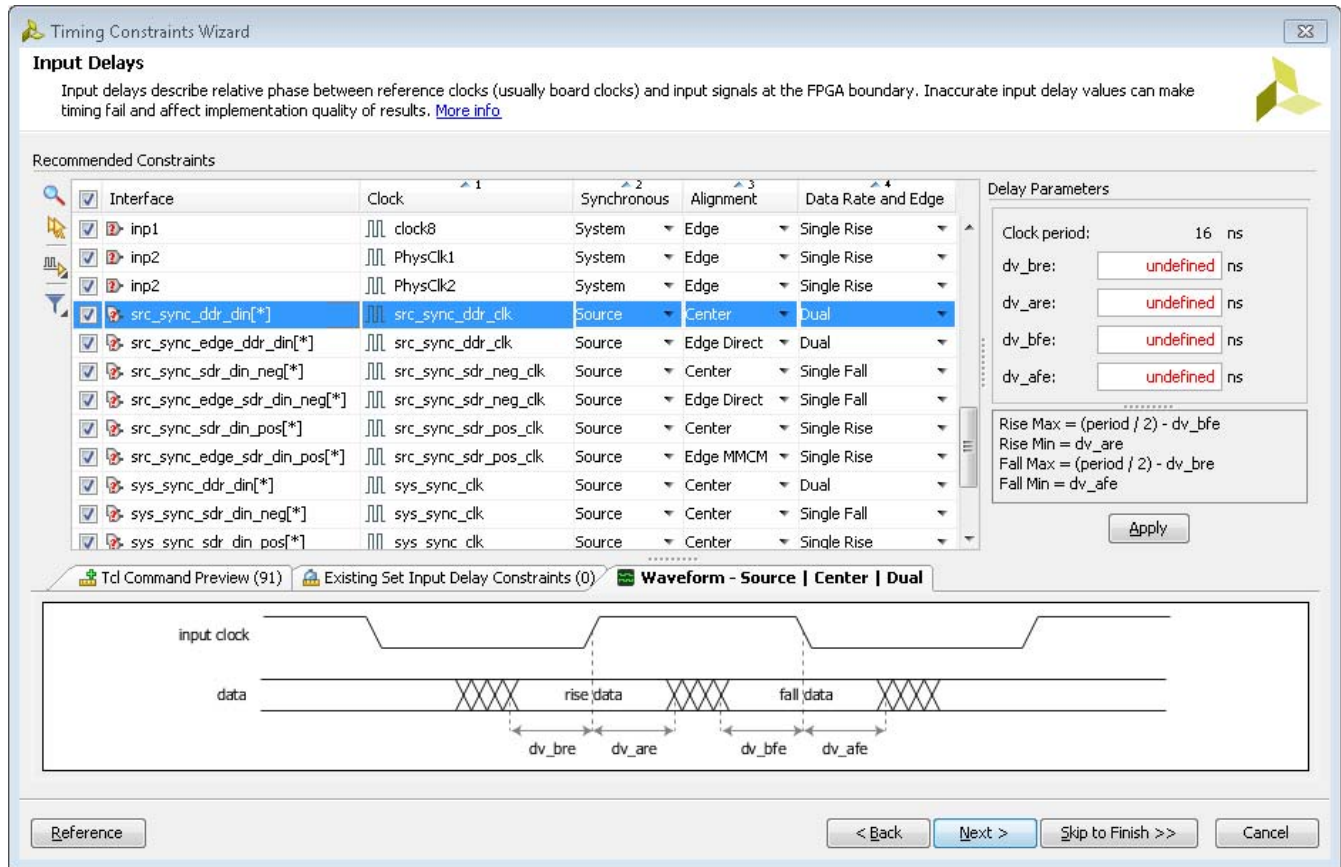 Timing Constraints Wizard
Input Delays
Input delays describe relative phase between reference clocks (usually board clocks) and input signals at the FPGA boundary. Inaccurate input delay values can make
timing fail and affect implementation quality of results. More info
Recommended Constraints
Interface Clock 1 Synchronous 2 Alignment 3 Data Rate and Edge 4
inp1 clock8 System Edge Single Rise
inp2 PhysClk1 System Edge Single Rise
inp2 PhysClk2 System Edge Single Rise
src_sync_ddr_din[*] src_sync_ddr_clk Source Center Dual
src_sync_edge_ddr_din[*] src_sync_ddr_clk Source Edge Direct Dual
src_sync_sdr_din_neg[*] src_sync_sdr_neg_clk Source Center Single Fall
src_sync_edge_sdr_din_neg[*] src_sync_sdr_neg_clk Source Edge Direct Single Fall
src_sync_sdr_din_pos[*] src_sync_sdr_pos_clk Source Center Single Rise
src_sync_edge_sdr_din_pos[*] src_sync_sdr_pos_clk Source Edge MMCM Single Rise
sys_sync_ddr_din[*] sys_sync_clk Source Center Dual
sys_sync_sdr_din_neg[*] sys_sync_clk Source Center Single Fall
sys_sync_sdr_din_pos[*] sys_sync_clk Source Center Single Rise
Delay Parameters
Clock period: 16 ns
dv_bre: undefined ns
dv_are: undefined ns
dv_bfe: undefined ns
dv_afe: undefined ns
Rise Max = (period / 2) - dv_bfe
Rise Min = dv_are
Fall Max = (period / 2) - dv_bre
Fall Min = dv_afe
Apply
Tcl Command Preview (91) Existing Set Input Delay Constraints (0) Waveform - Source | Center | Dual
input clock
data rise data fall data
dv_bre dv_are dv_bfe dv_afe
Reference < Back Next > Skip to Finish >> Cancel